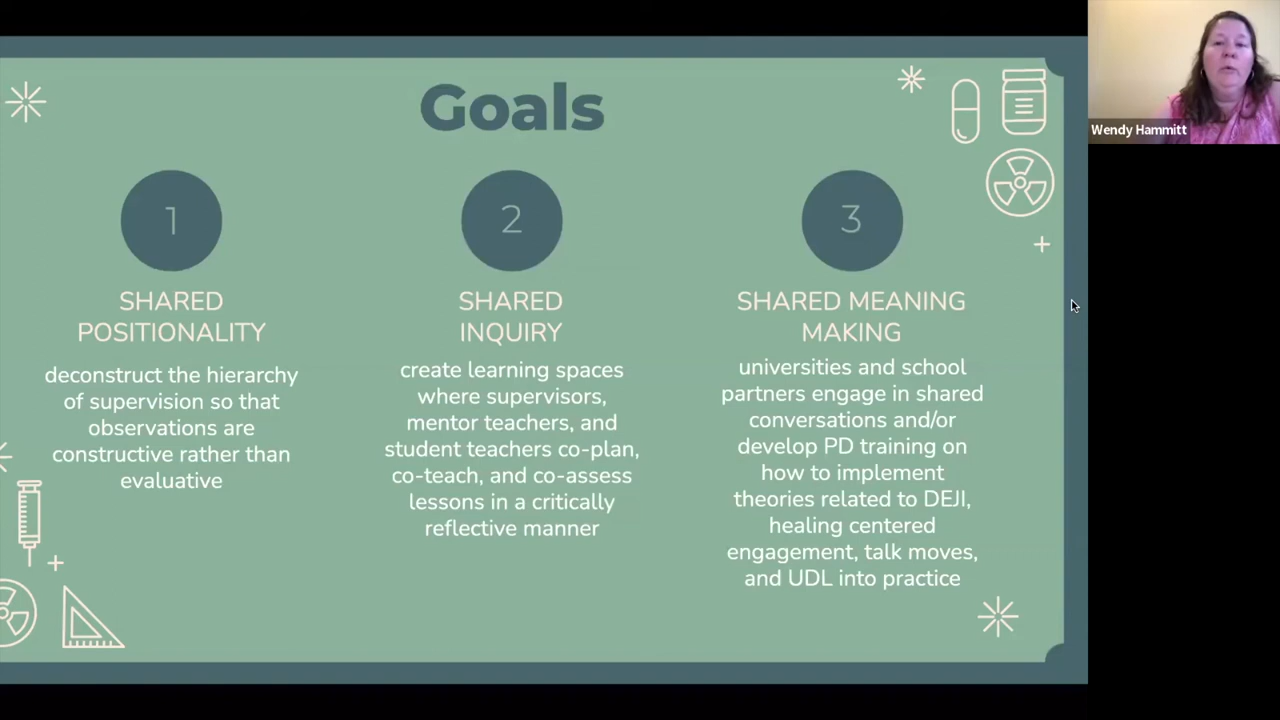 Goals
1
SHARED
POSITIONALITY
deconstruct the hierarchy
of supervision so that
observations are
constructive rather than
evaluative
2
SHARED
INQUIRY
create learning spaces
where supervisors,
mentor teachers, and
student teachers co-plan,
co-teach, and co-assess
lessons in a critically
reflective manner
3
SHARED MEANING
MAKING
universities and school
partners engage in shared
conversations and/or
develop PD training on
how to implement
theories related to DEJI,
healing centered
engagement, talk moves,
and UDL into practice
Wendy Hammitt